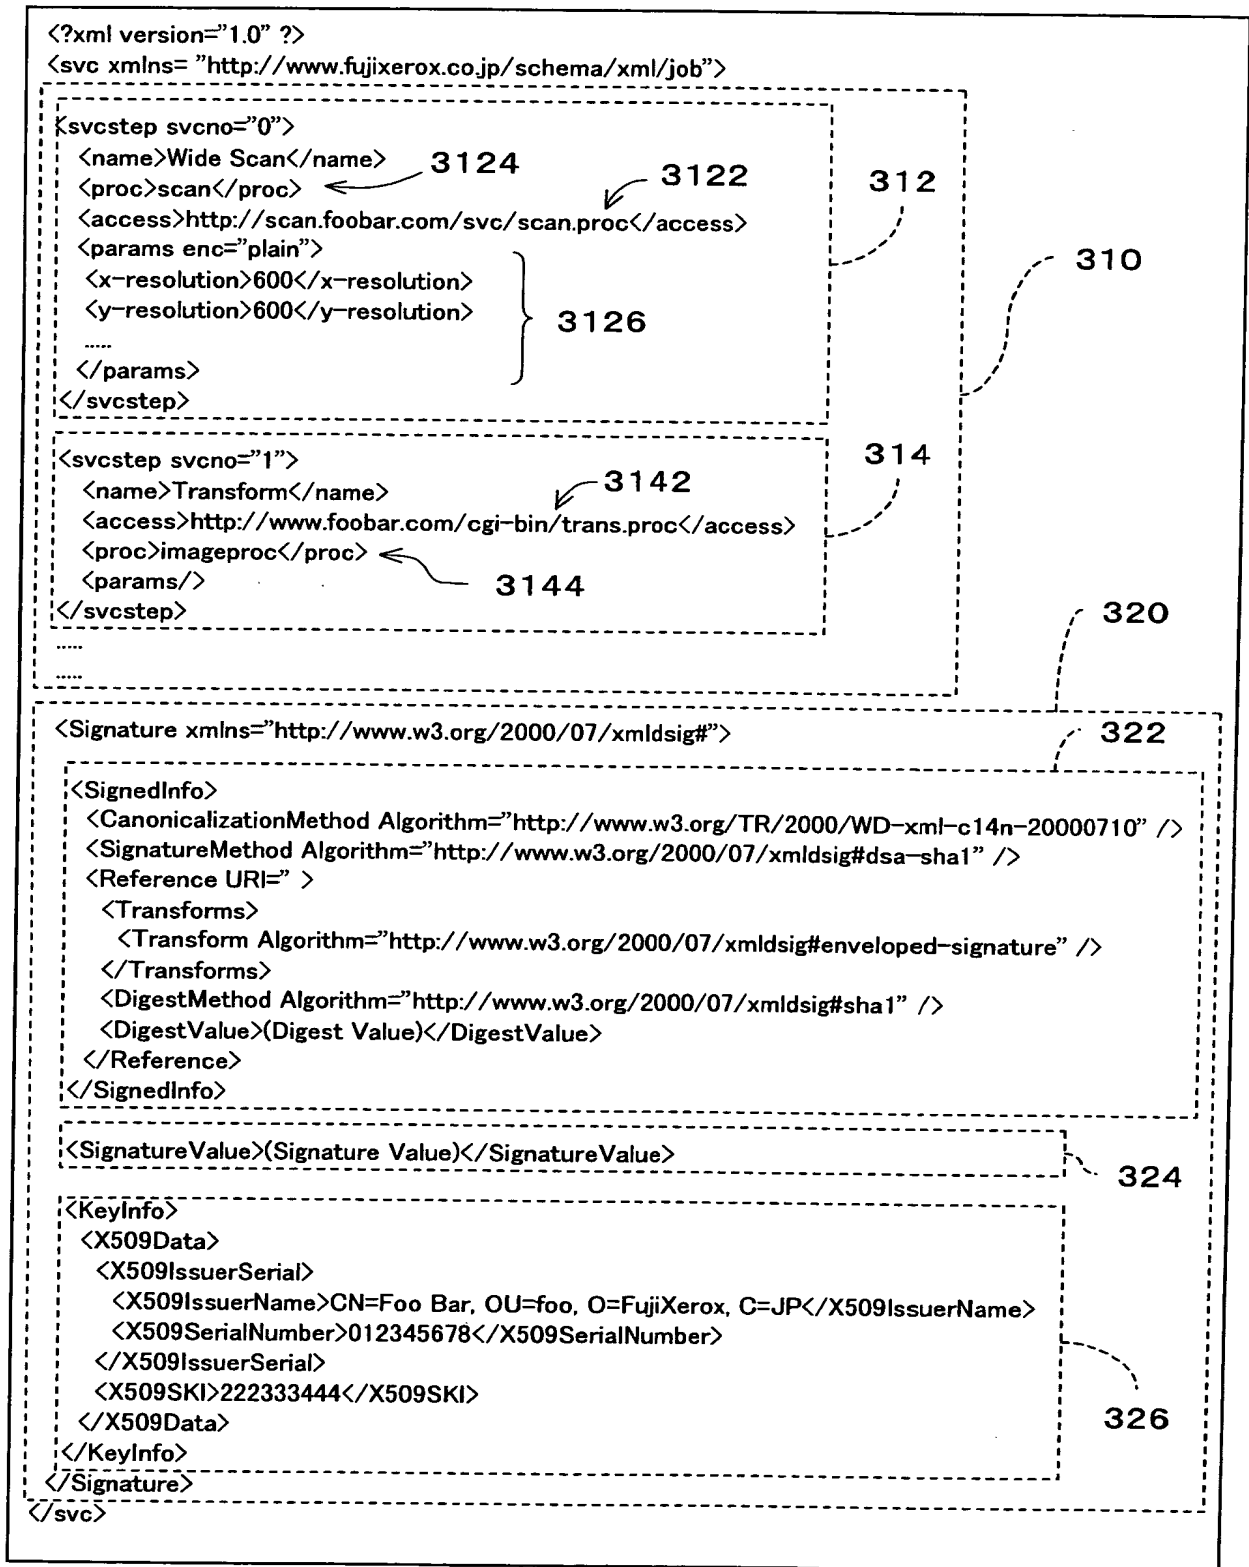 <?xml version="1.0" ?>
<svc xmlns= "http://www.fujixerox.co.jp/schema/xml/job">
<svcstep svcno="0">
<name>Wide Scan</name>
3124
<proc>scan</proc>
3122
312
<access>http://scan.foobar.com/svc/scan.proc</access>
<params enc="plain">
310
<x-resolution>600</x-resolution>
<y-resolution>600</y-resolution>
3126
.....
</params>
</svcstep>
<svcstep svcno="1">
314
<name>Transform</name>
3142
<access>http://www.foobar.com/cgi-bin/trans.proc</access>
<proc>imageproc</proc>
<params/>
3144
</svcstep>
320
.....
.....
<Signature xmlns="http://www.w3.org/2000/07/xmldsig#">
322
<SignedInfo>
<CanonicalizationMethod Algorithm="http://www.w3.org/TR/2000/WD-xml-c14n-20000710" />
<SignatureMethod Algorithm="http://www.w3.org/2000/07/xmldsig#dsa-sha1" />
<Reference URI=" >
<Transforms>
<Transform Algorithm="http://www.w3.org/2000/07/xmldsig#enveloped-signature" />
</Transforms>
<DigestMethod Algorithm="http://www.w3.org/2000/07/xmldsig#sha1" />
<DigestValue>(Digest Value)</DigestValue>
</Reference>
</SignedInfo>
<SignatureValue>(Signature Value)</SignatureValue>
324
<KeyInfo>
<X509Data>
<X509IssuerSerial>
<X509IssuerName>CN=Foo Bar, OU=foo, O=FujiXerox, C=JP</X509IssuerName>
<X509SerialNumber>012345678</X509SerialNumber>
</X509IssuerSerial>
<X509SKI>222333444</X509SKI>
</X509Data>
326
</KeyInfo>
</Signature>
</svc>